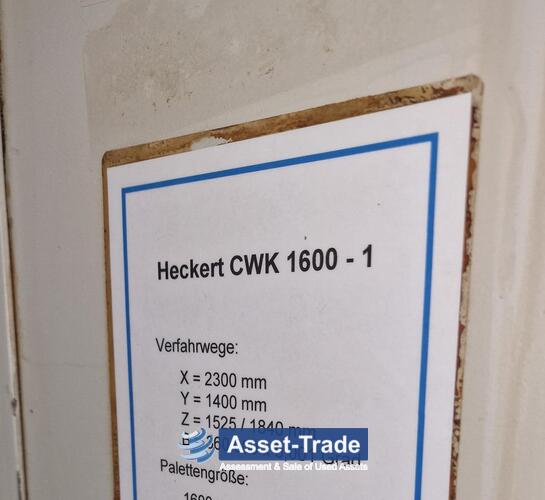 Heckert CWK 1600 - 1
Verfahrwege:
X = 2300 mm
Y = 1400 mm
Z = 1525 / 1840 mm
Asset-Trade
Assessment & Sale of Used Assets
Palettengröße:
1600